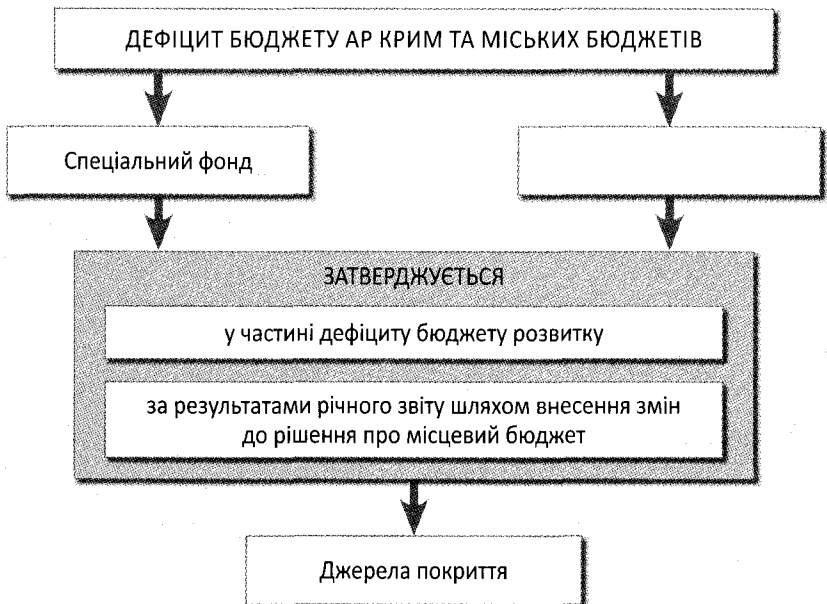 ДЕФІЦИТ БЮДЖЕТУ АР КРИМ ТА МІСЬКИХ БЮДЖЕТІВ
Спеціальний фонд
ЗАТВЕРДЖУЄТЬСЯ
у частині дефіциту бюджету розвитку
за результатами річного звіту шляхом внесення змін
до рішення про місцевий бюджет
Джерела покриття